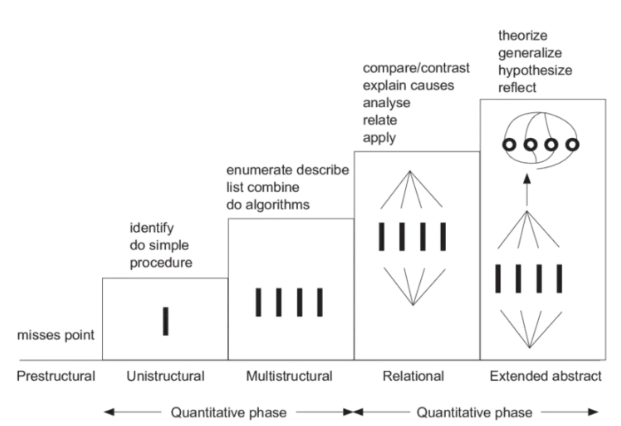 theorize
generalize
hypothesize
reflect
compare/contrast
explain causes
analyse
relate
apply
enumerate describe
list combine
do algorithms
identify
do simple
procedure
misses point
Prestructural
Unistructural
Multistructural
Relational
Extended abstract
Quantitative phase
Quantitative phase